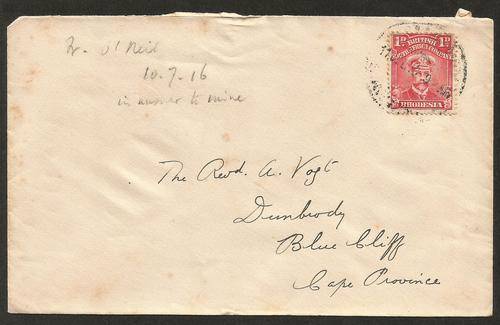 Fr. O'Neil
10.7.16
in answer to mine
1D 1D
BRITISH
SOUTH AFRICA COMPANY
RHODESIA
The Revd. A. Vogt
Dunbrody
Blue Cliff
Cape Province